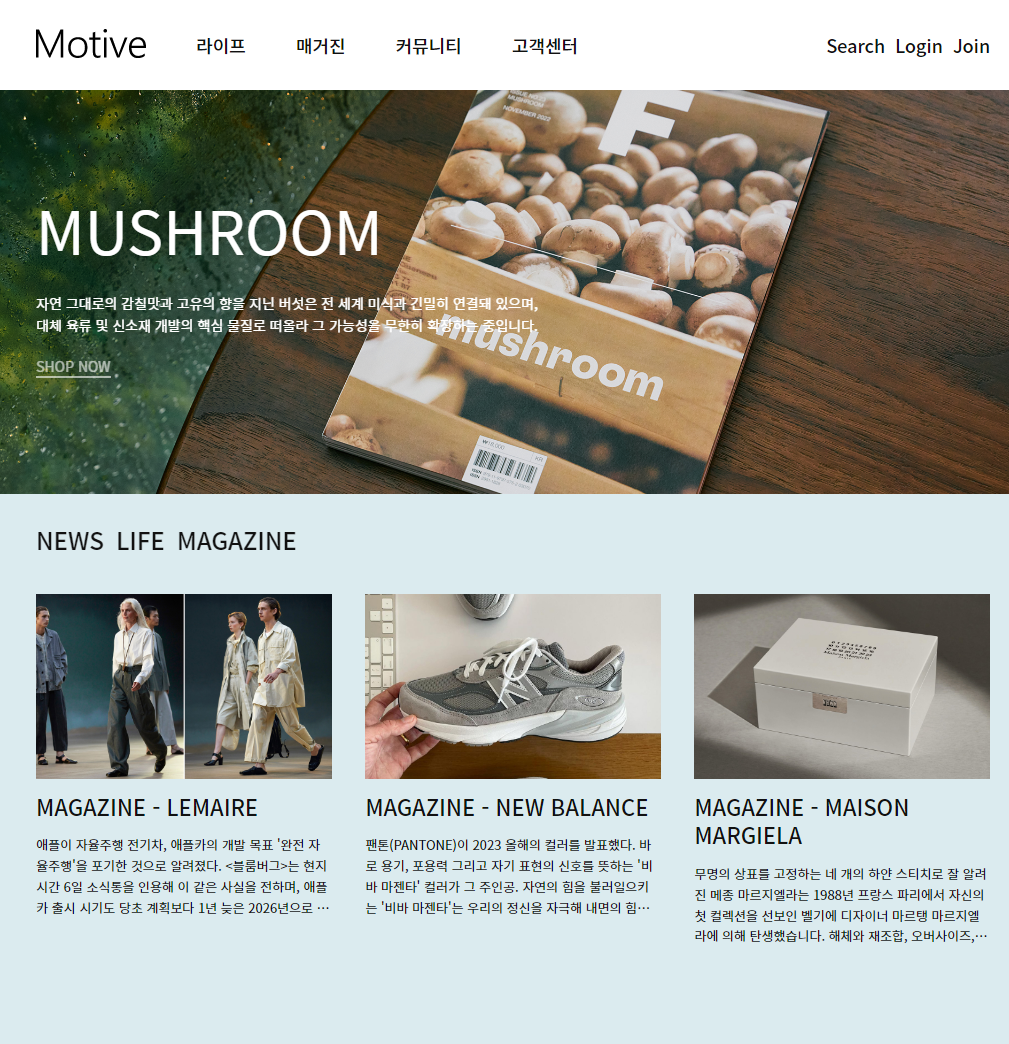 Motive 라이프 매거진 커뮤니티 고객센터 Search Login Join
F
MUSHROOM
NOVEMBER 2022
MUSHROOM
자연 그대로의 감칠맛과 고유의 향을 지닌 버섯은 전 세계 미식과 긴밀히 연결돼 있으며,
대체 육류 및 신소재 개발의 핵심 물질로 떠올라 그 가능성을 무한히 확장하는 중입니다.
SHOP NOW
mushroom
NEWS LIFE MAGAZINE
MAGAZINE - LEMAIRE
애플이 자율주행 전기차, 애플카의 개발 목표 '완전 자
율주행'을 포기한 것으로 알려졌다. <블룸버그>는 현지
시간 6일 소식통을 인용해 이 같은 사실을 전하며, 애플
카 출시 시기도 당초 계획보다 1년 늦은 2026년으로 …
MAGAZINE - NEW BALANCE
팬톤(PANTONE)이 2023 올해의 컬러를 발표했다. 바
로 용기, 포용력 그리고 자기 표현의 신호를 뜻하는 '비
바 마젠타' 컬러가 그 주인공. 자연의 힘을 불러일으키
는 '비바 마젠타'는 우리의 정신을 자극해 내면의 힘…
MAGAZINE - MAISON
MARGIELA
무명의 상표를 고정하는 네 개의 하얀 스티치로 잘 알려
진 메종 마르지엘라는 1988년 프랑스 파리에서 자신의
첫 컬렉션을 선보인 벨기에 디자이너 마르탱 마르지엘
라에 의해 탄생했습니다. 해체와 재조합, 오버사이즈,…